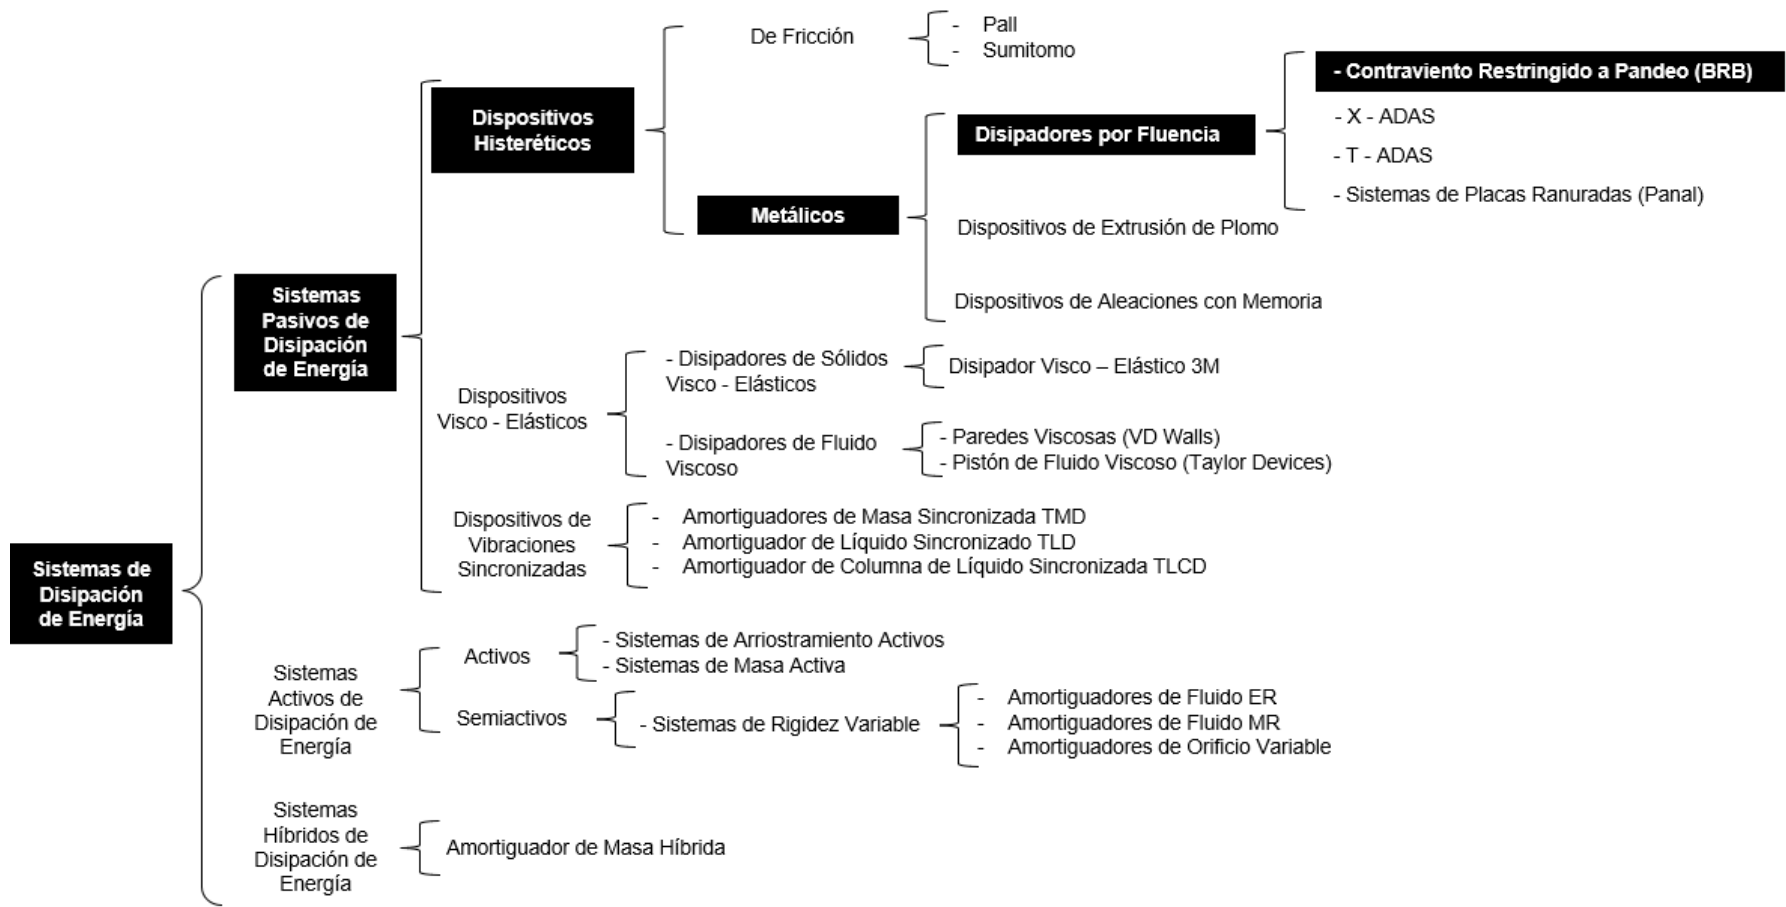 De Fricción
- Pall
- Sumitomo
Dispositivos
Histeréticos
Metálicos
Disipadores por Fluencia
- Contraviento Restringido a Pandeo (BRB)
- X - ADAS
- T - ADAS
- Sistemas de Placas Ranuradas (Panal)
Dispositivos de Extrusión de Plomo
Dispositivos de Aleaciones con Memoria
Sistemas
Pasivos de
Disipación
de Energía
Dispositivos
Visco - Elásticos
- Disipadores de Sólidos
Visco - Elásticos
Disipador Visco – Elástico 3M
- Disipadores de Fluido
Viscoso
- Paredes Viscosas (VD Walls)
- Pistón de Fluido Viscoso (Taylor Devices)
Dispositivos de
Vibraciones
Sincronizadas
- Amortiguadores de Masa Sincronizada TMD
- Amortiguador de Líquido Sincronizado TLD
- Amortiguador de Columna de Líquido Sincronizada TLCD
Sistemas de
Disipación
de Energía
Sistemas
Activos de
Disipación de
Energía
Activos
- Sistemas de Arriostramiento Activos
- Sistemas de Masa Activa
Semiactivos
- Sistemas de Rigidez Variable
- Amortiguadores de Fluido ER
- Amortiguadores de Fluido MR
- Amortiguadores de Orificio Variable
Sistemas
Híbridos de
Disipación de
Energía
Amortiguador de Masa Híbrida